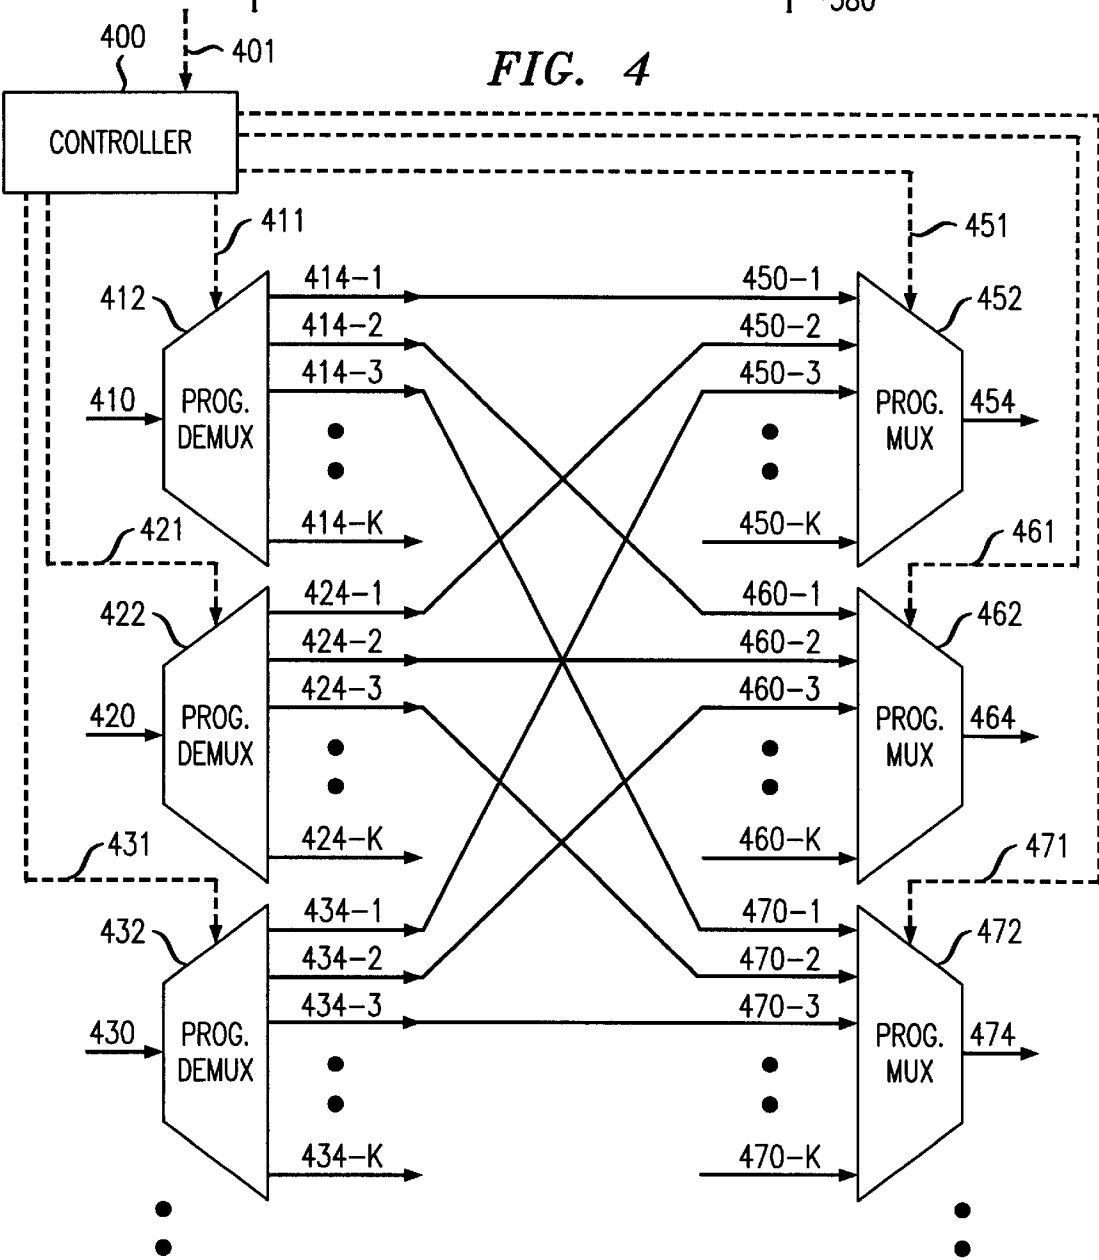 580
400
401
FIG. 4
CONTROLLER
411
451
412
414-1
450-1
452
414-2
450-2
414-3
450-3
410
PROG.
DEMUX
PROG.
MUX
454
414-K
450-K
421
461
422
424-1
460-1
462
424-2
460-2
424-3
460-3
420
PROG.
DEMUX
PROG.
MUX
464
424-K
460-K
431
471
432
434-1
470-1
472
434-2
470-2
434-3
470-3
430
PROG.
DEMUX
PROG.
MUX
474
434-K
470-K